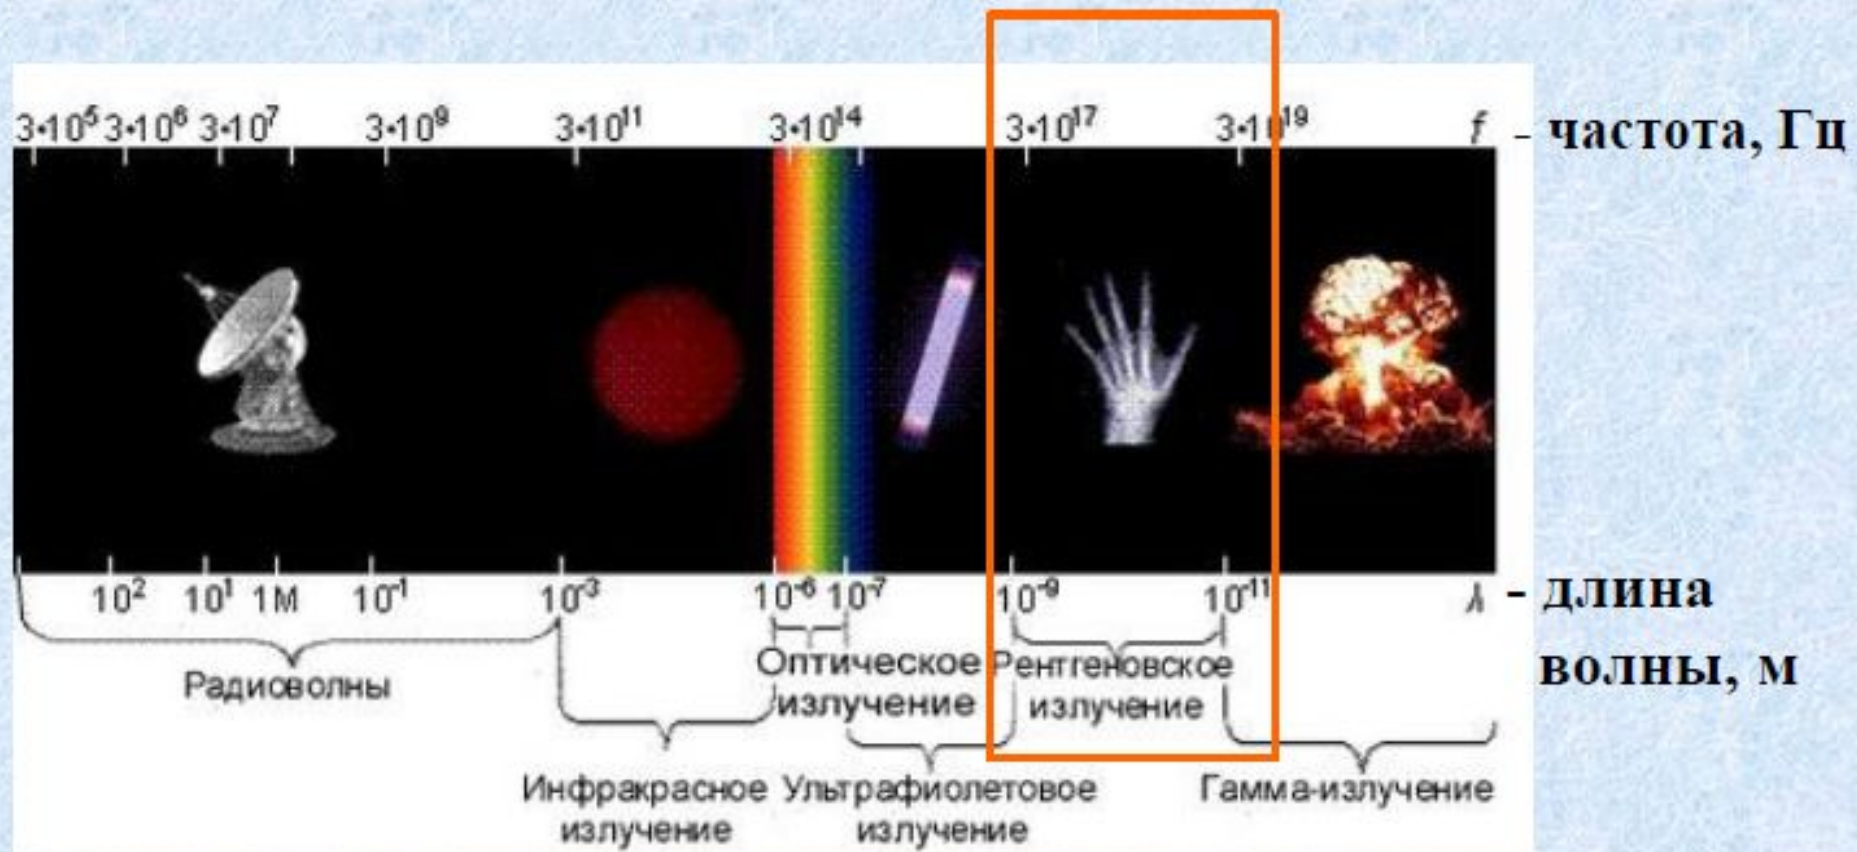 3·10⁵ 3·10⁶ 3·10⁷ 3·10⁹ 3·10¹¹ 3·10¹⁴ 3·10¹⁷ 3·10¹⁹ f - частота, Гц
10² 10¹ 1М 10⁻¹ 10⁻³ 10⁻⁶ 10⁻⁷ 10⁻⁹ 10⁻¹¹ λ - длина
волны, м
Радиоволны
Оптическое
излучение
Рентгеновское
излучение
Инфракрасное
излучение
Ультрафиолетовое
излучение
Гамма-излучение